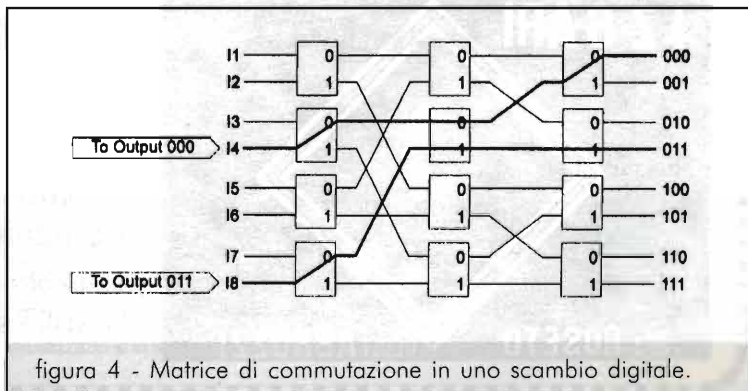 I1 0 0 0 000
I2 1 1 1 001
I3 0 0 0 010
To Output 000 I4 1 1 1 011
I5 0 0 0 100
I6 1 1 1 101
I7 0 0 0 110
To Output 011 I8 1 1 1 111
figura 4 - Matrice di commutazione in uno scambio digitale.